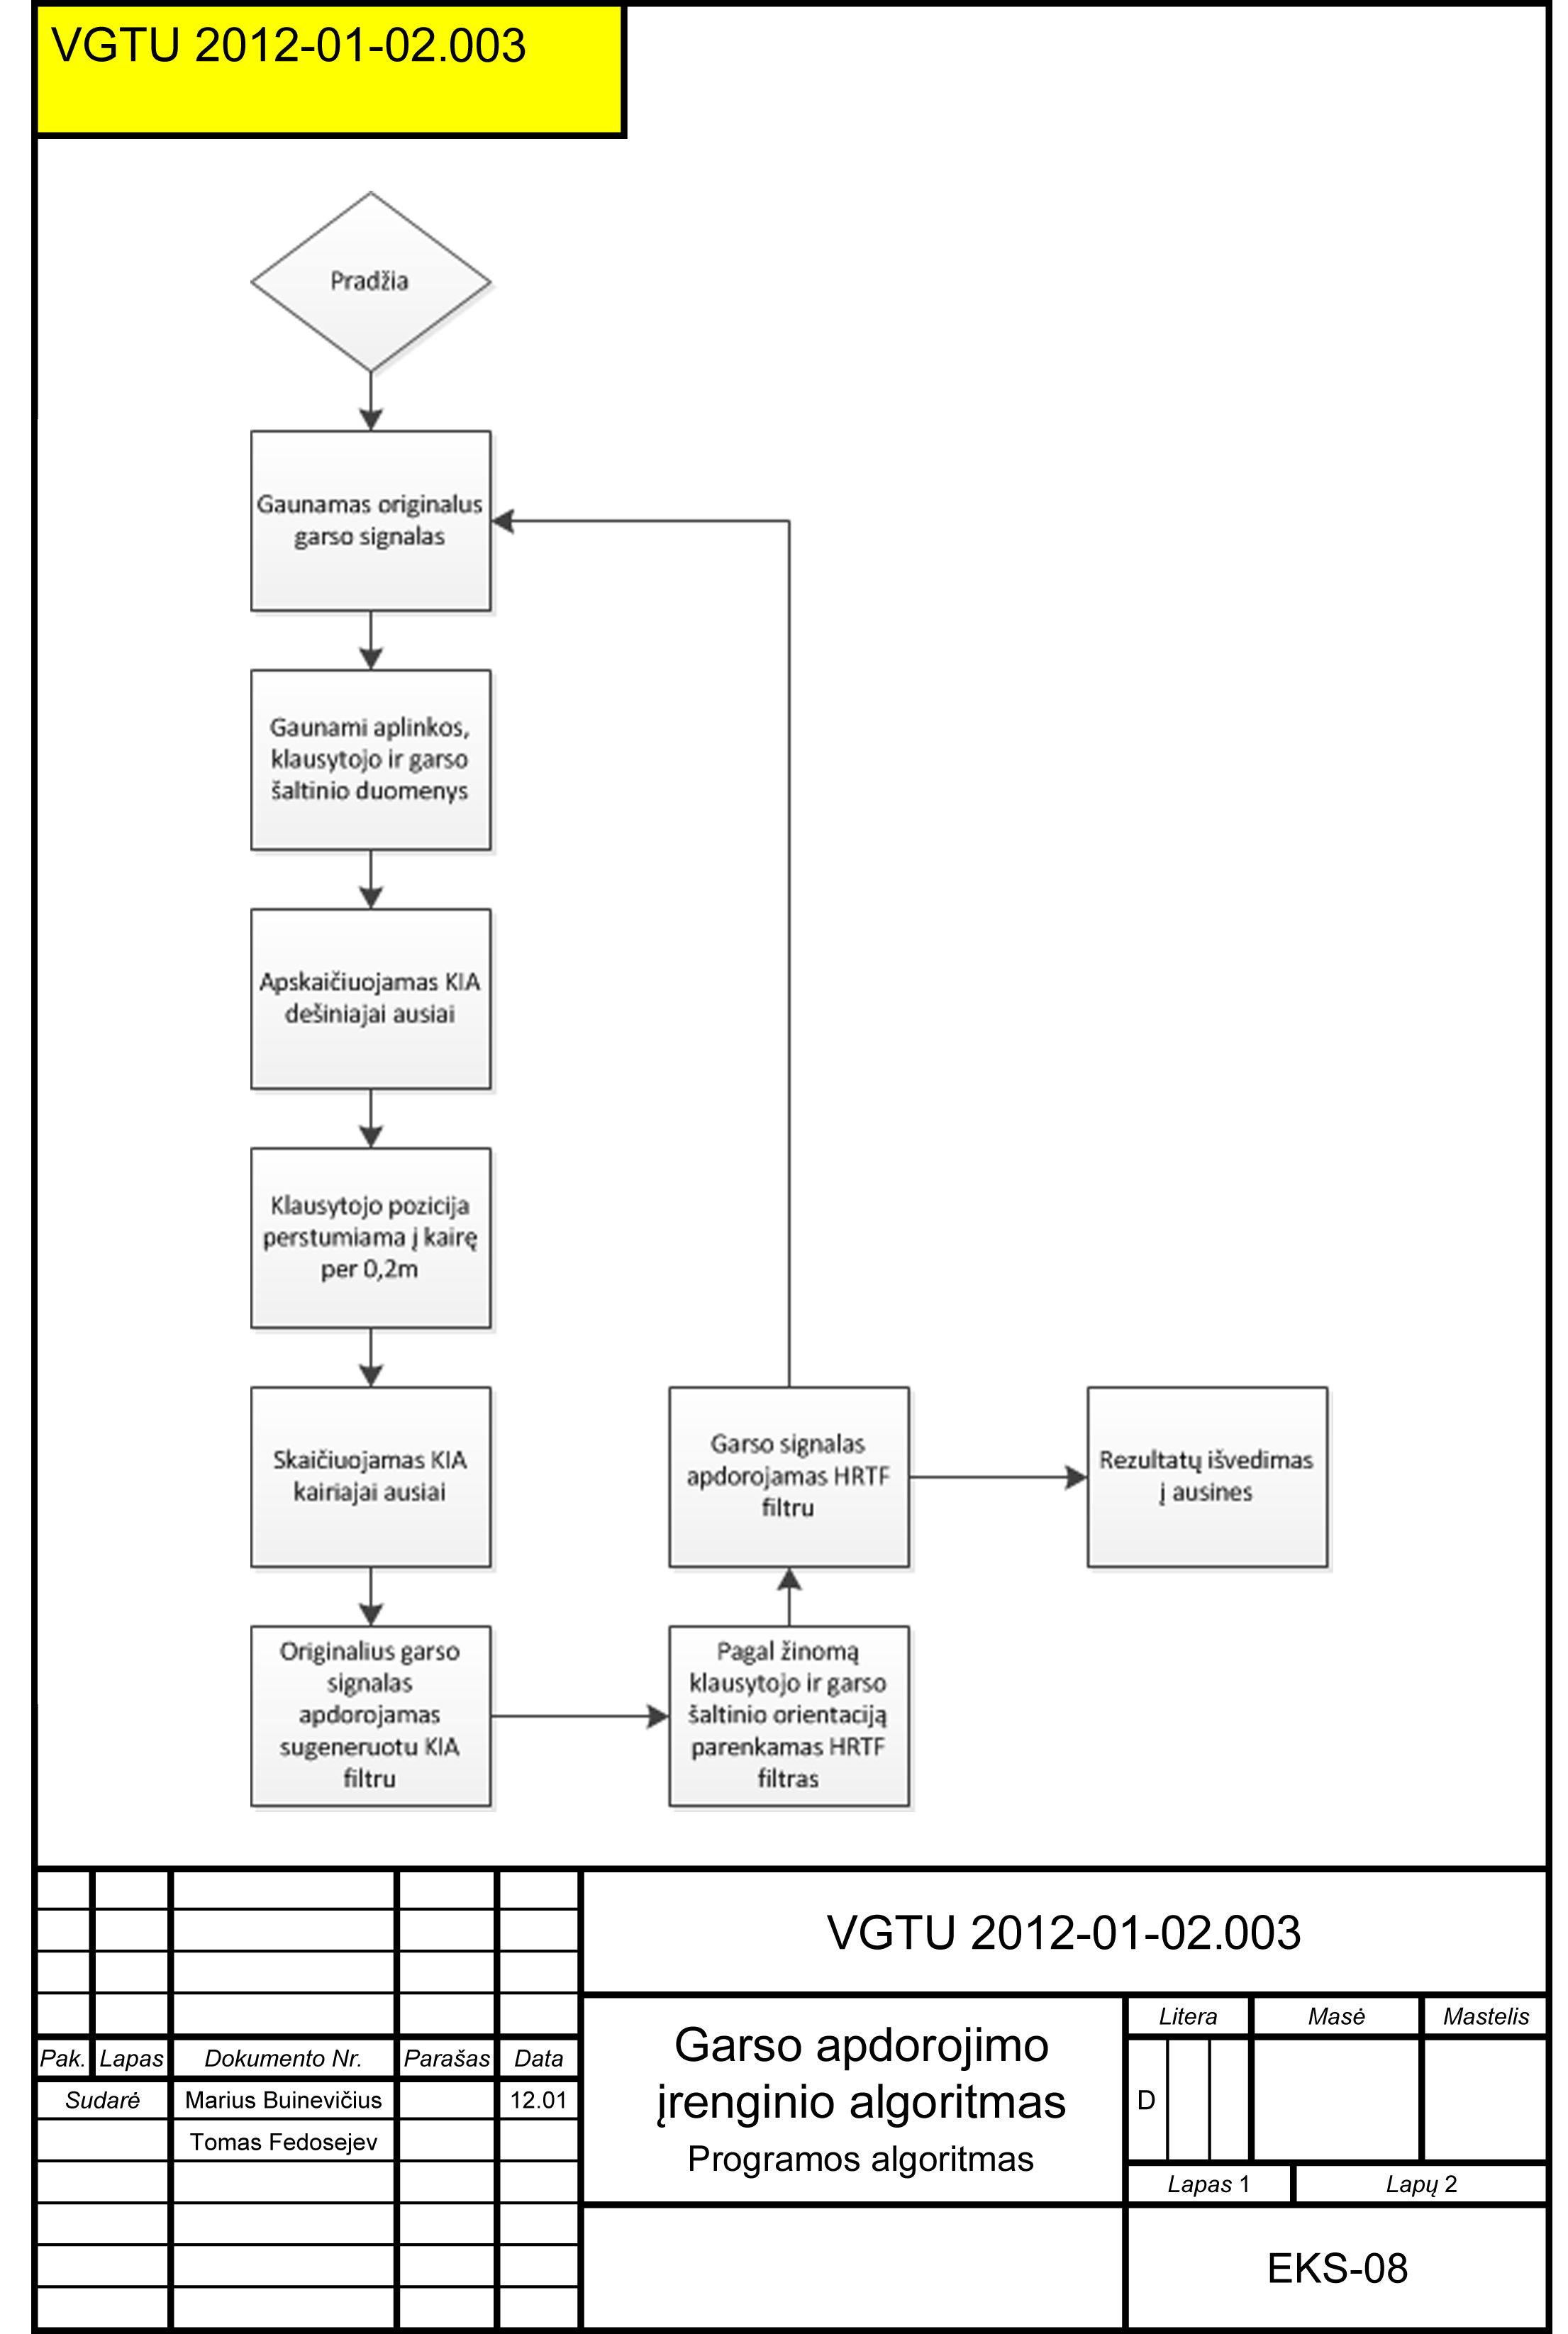 VGTU 2012-01-02.003
Pradžia
Gaunamas originalus
garso signalas
Gaunami aplinkos,
klausytojo ir garso
šaltinio duomenys
Apskaičiuojamas KIA
dešiniajai ausiai
Klausytojo pozicija
perstumiama į kairę
per 0,2m
Skaičiuojamas KIA
kairiajai ausiai
Originalius garso
signalas
apdorojamas
sugeneruotu KIA
filtru
Pagal žinomą
klausytojo ir garso
šaltinio orientaciją
parenkamas HRTF
filtras
Garso signalas
apdorojamas HRTF
filtru
Rezultatų išvedimas
į ausines
VGTU 2012-01-02.003
Pak. Lapas Dokumento Nr. Parašas Data
Sudarė Marius Buinevičius 12.01
Tomas Fedosejev
Garso apdorojimo
įrenginio algoritmas
Programos algoritmas
Litera Masė Mastelis
D
Lapas 1 Lapų 2
EKS-08